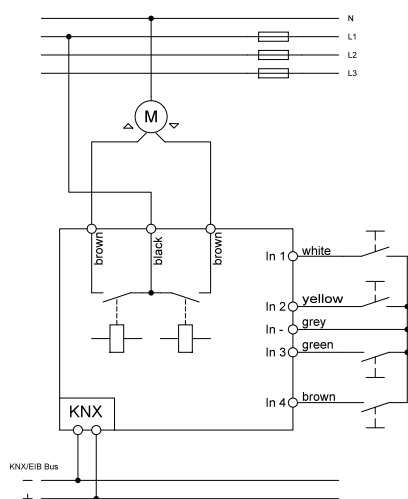 N
L1
L2
L3
M
brown
black
brown
In 1 white
In 2 yellow
In - grey
In 3 green
In 4 brown
KNX
KNX/EIB Bus
−
+